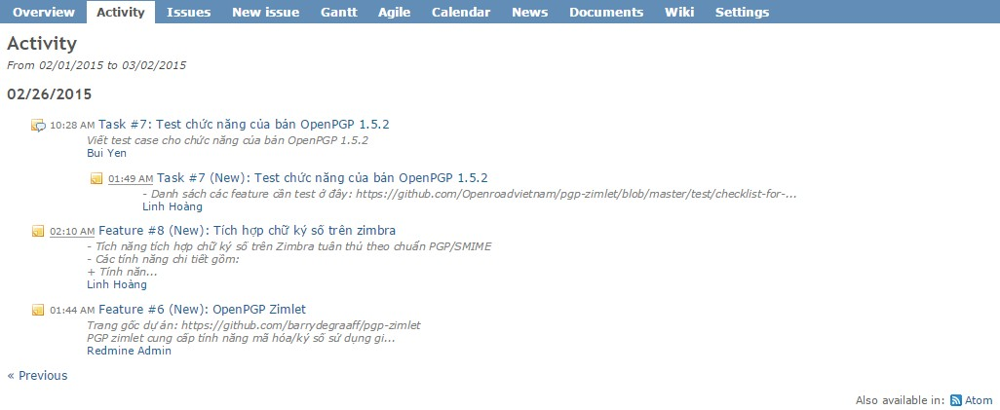 Overview Activity Issues New issue Gantt Agile Calendar News Documents Wiki Settings
Activity
From 02/01/2015 to 03/02/2015
02/26/2015
10:28 AM Task #7: Test chức năng của bản OpenPGP 1.5.2
Viết test case cho chức năng của bản OpenPGP 1.5.2
Bui Yen
01:49 AM Task #7 (New): Test chức năng của bản OpenPGP 1.5.2
- Danh sách các feature cần test ở đây: https://github.com/Openroadvietnam/pgp-zimlet/blob/master/test/checklist-for-...
Linh Hoàng
02:10 AM Feature #8 (New): Tích hợp chữ ký số trên zimbra
- Tích năng tích hợp chữ ký số trên Zimbra tuân thủ theo chuẩn PGP/SMIME
- Các tính năng chi tiết gồm:
+ Tính năn...
Linh Hoàng
01:44 AM Feature #6 (New): OpenPGP Zimlet
Trang gốc dự án: https://github.com/barrydegraaff/pgp-zimlet
PGP zimlet cung cấp tính năng mã hóa/ký số sử dụng gi...
Redmine Admin
« Previous
Also available in: Atom